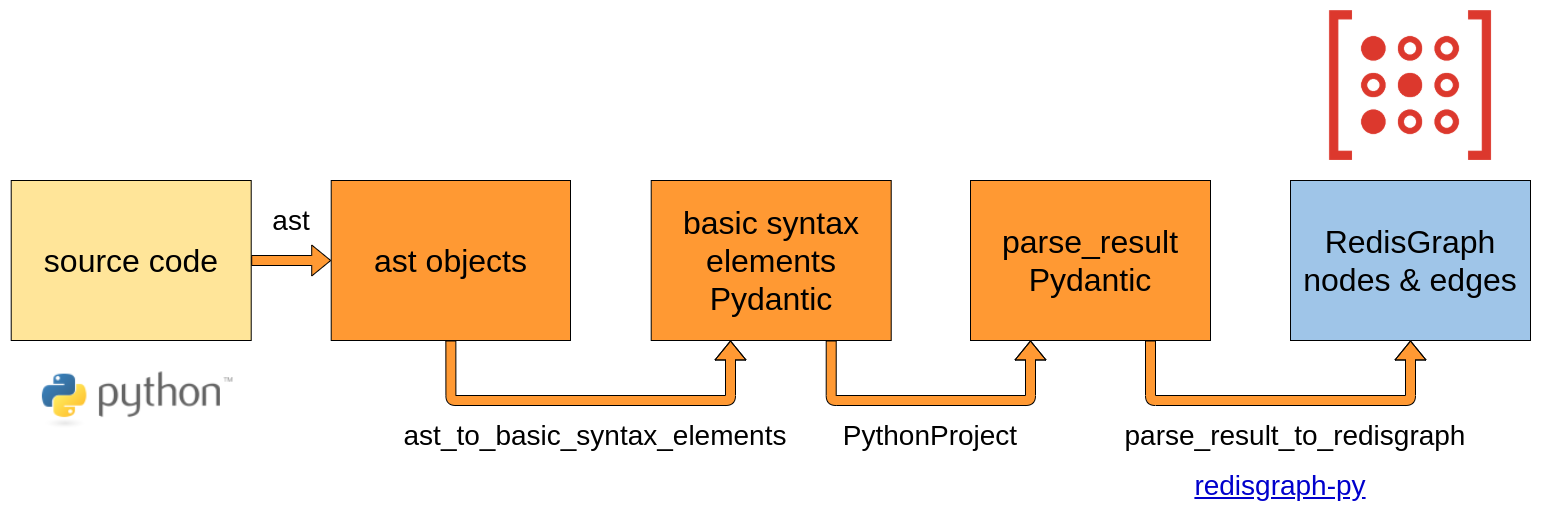 ast
source code
ast objects
basic syntax
elements
Pydantic
parse_result
Pydantic
RedisGraph
nodes & edges
python™
ast_to_basic_syntax_elements
PythonProject
parse_result_to_redisgraph
redisgraph-py